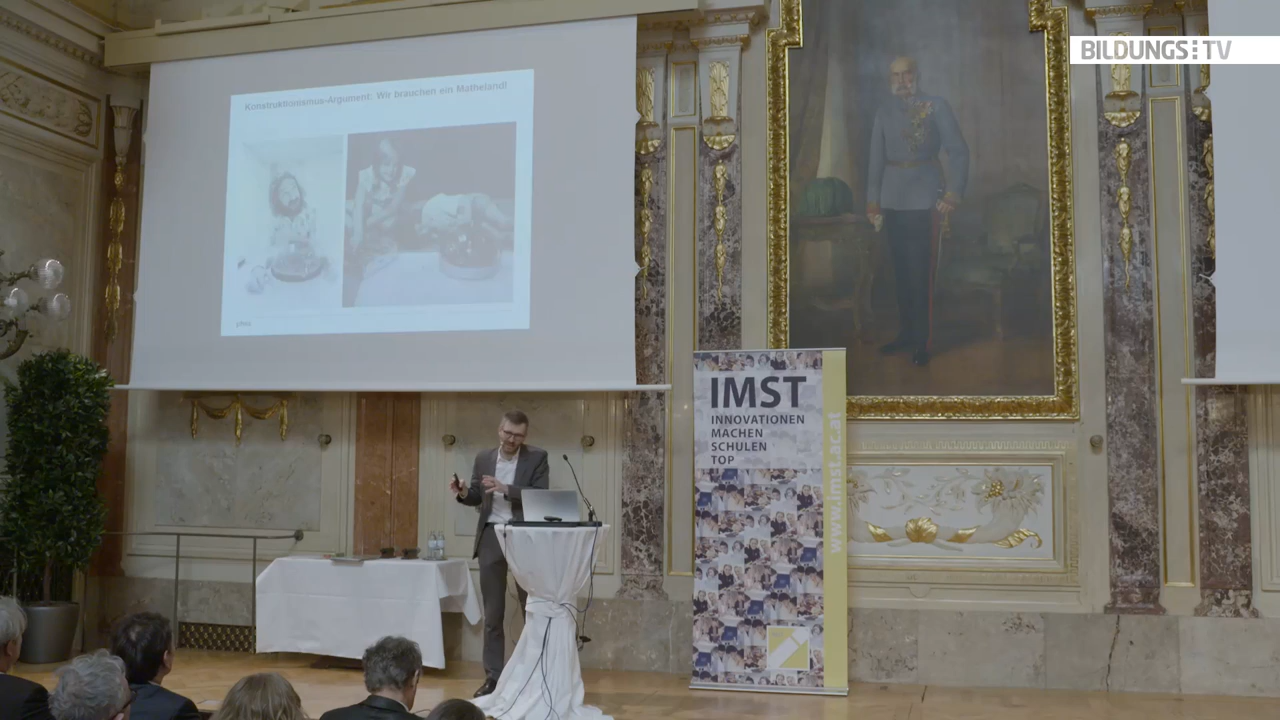 BILDUNGS TV
Konstruktionismus-Argument: Wir brauchen ein Matheland!
IMST
INNOVATIONEN
MACHEN
SCHULEN
TOP
www.imst.ac.at